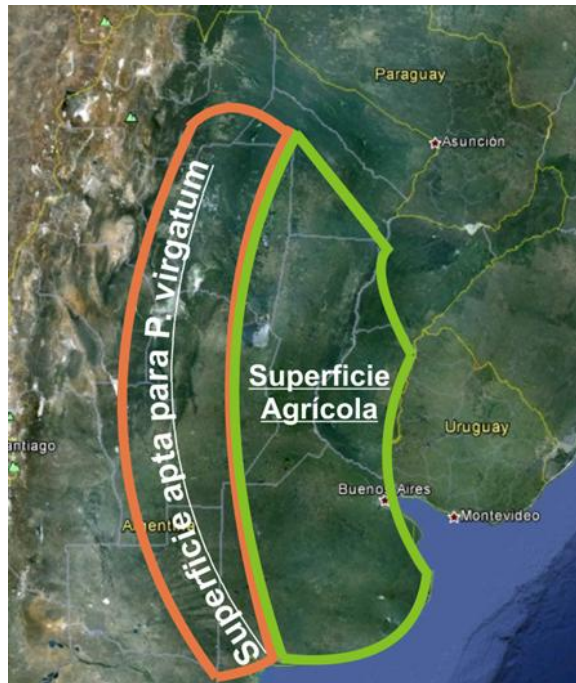 Paraguay
Asunción
Superficie apta para P. virgatum
Superficie
Agrícola
Uruguay
antiago
Buenos Aires
Montevideo
Argentina